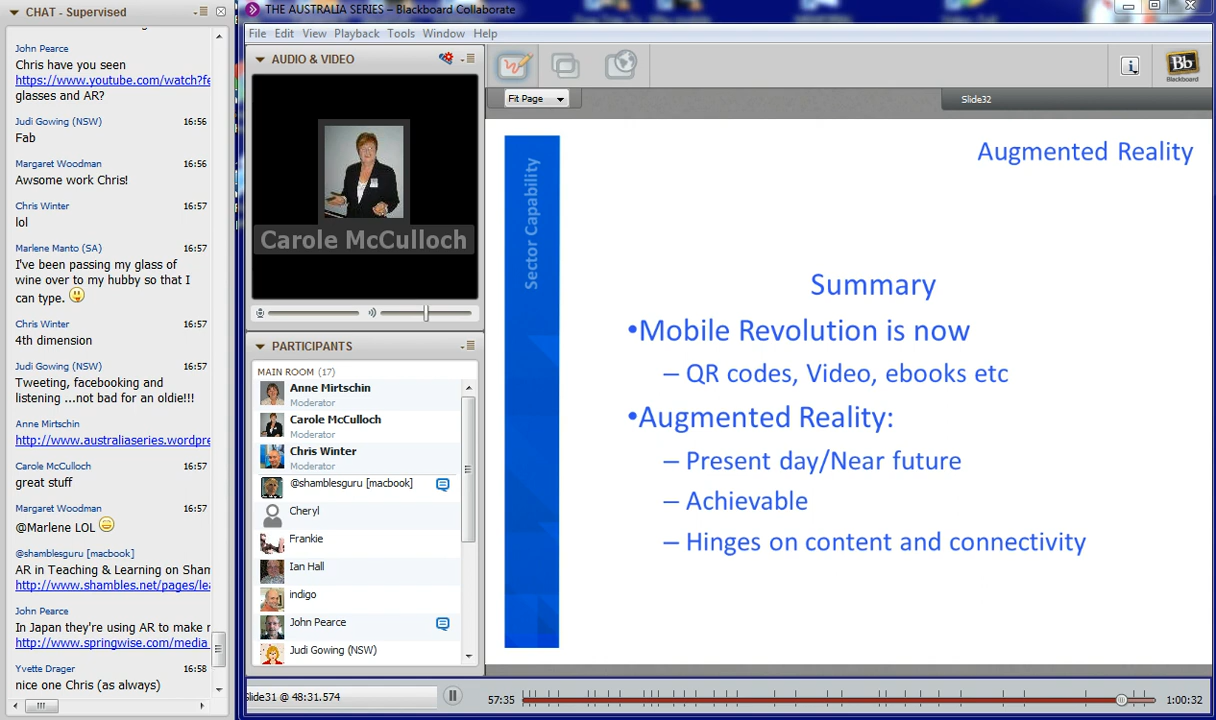 CHAT - Supervised
John Pearce
Chris have you seen
https://www.youtube.com/watch?fe
glasses and AR?
Judi Gowing (NSW) 16:56
Fab
Margaret Woodman 16:56
Awsome work Chris!
Chris Winter 16:57
lol
Marlene Manto (SA) 16:57
I've been passing my glass of
wine over to my hubby so that I
can type.
Chris Winter 16:57
4th dimension
Judi Gowing (NSW) 16:57
Tweeting, facebooking and
listening ...not bad for an oldie!!!
Anne Mirtschin 16:57
http://www.australiaseries.wordpre
Carole McCulloch 16:57
great stuff
Margaret Woodman 16:57
@Marlene LOL
@shamblesguru [macbook]
AR in Teaching & Learning on Sham
http://www.shambles.net/pages/lea
John Pearce 16:57
In Japan they're using AR to make r
http://www.springwise.com/media_
Yvette Drager 16:58
nice one Chris (as always)
THE AUSTRALIA SERIES – Blackboard Collaborate
File Edit View Playback Tools Window Help
AUDIO & VIDEO
Carole McCulloch
PARTICIPANTS
MAIN ROOM (17)
Anne Mirtschin
Moderator
Carole McCulloch
Moderator
Chris Winter
Moderator
@shamblesguru [macbook]
Cheryl
Frankie
Ian Hall
indigo
John Pearce
Judi Gowing (NSW)
Bb
Blackboard
Fit Page
Slide32
Sector Capability
Augmented Reality
Summary
•Mobile Revolution is now
– QR codes, Video, ebooks etc
•Augmented Reality:
– Present day/Near future
– Achievable
– Hinges on content and connectivity
Slide31 @ 48:31.574
57:35
1:00:32